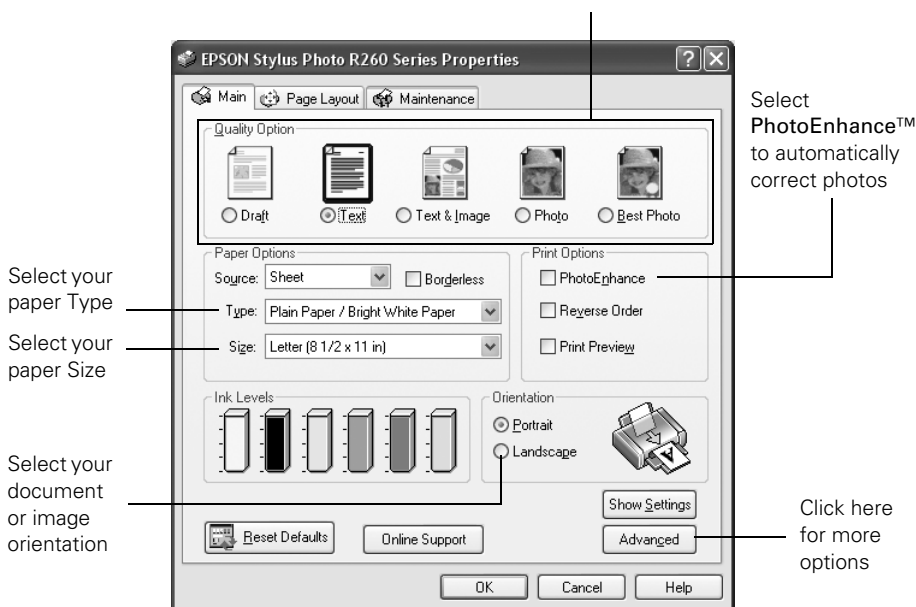 EPSON Stylus Photo R260 Series Properties
Main
Page Layout
Maintenance
Select
PhotoEnhance™
to automatically
correct photos
Quality Option
Draft
Text
Text & Image
Photo
Best Photo
Select your
paper Type
Select your
paper Size
Paper Options
Source: Sheet
Borderless
Type: Plain Paper / Bright White Paper
Size: Letter (8 1/2 x 11 in)
Print Options
PhotoEnhance
Reverse Order
Print Preview
Ink Levels
Orientation
Portrait
Landscape
A
Select your
document
or image
orientation
Show Settings
Reset Defaults
Online Support
Advanced
Click here
for more
options
OK
Cancel
Help